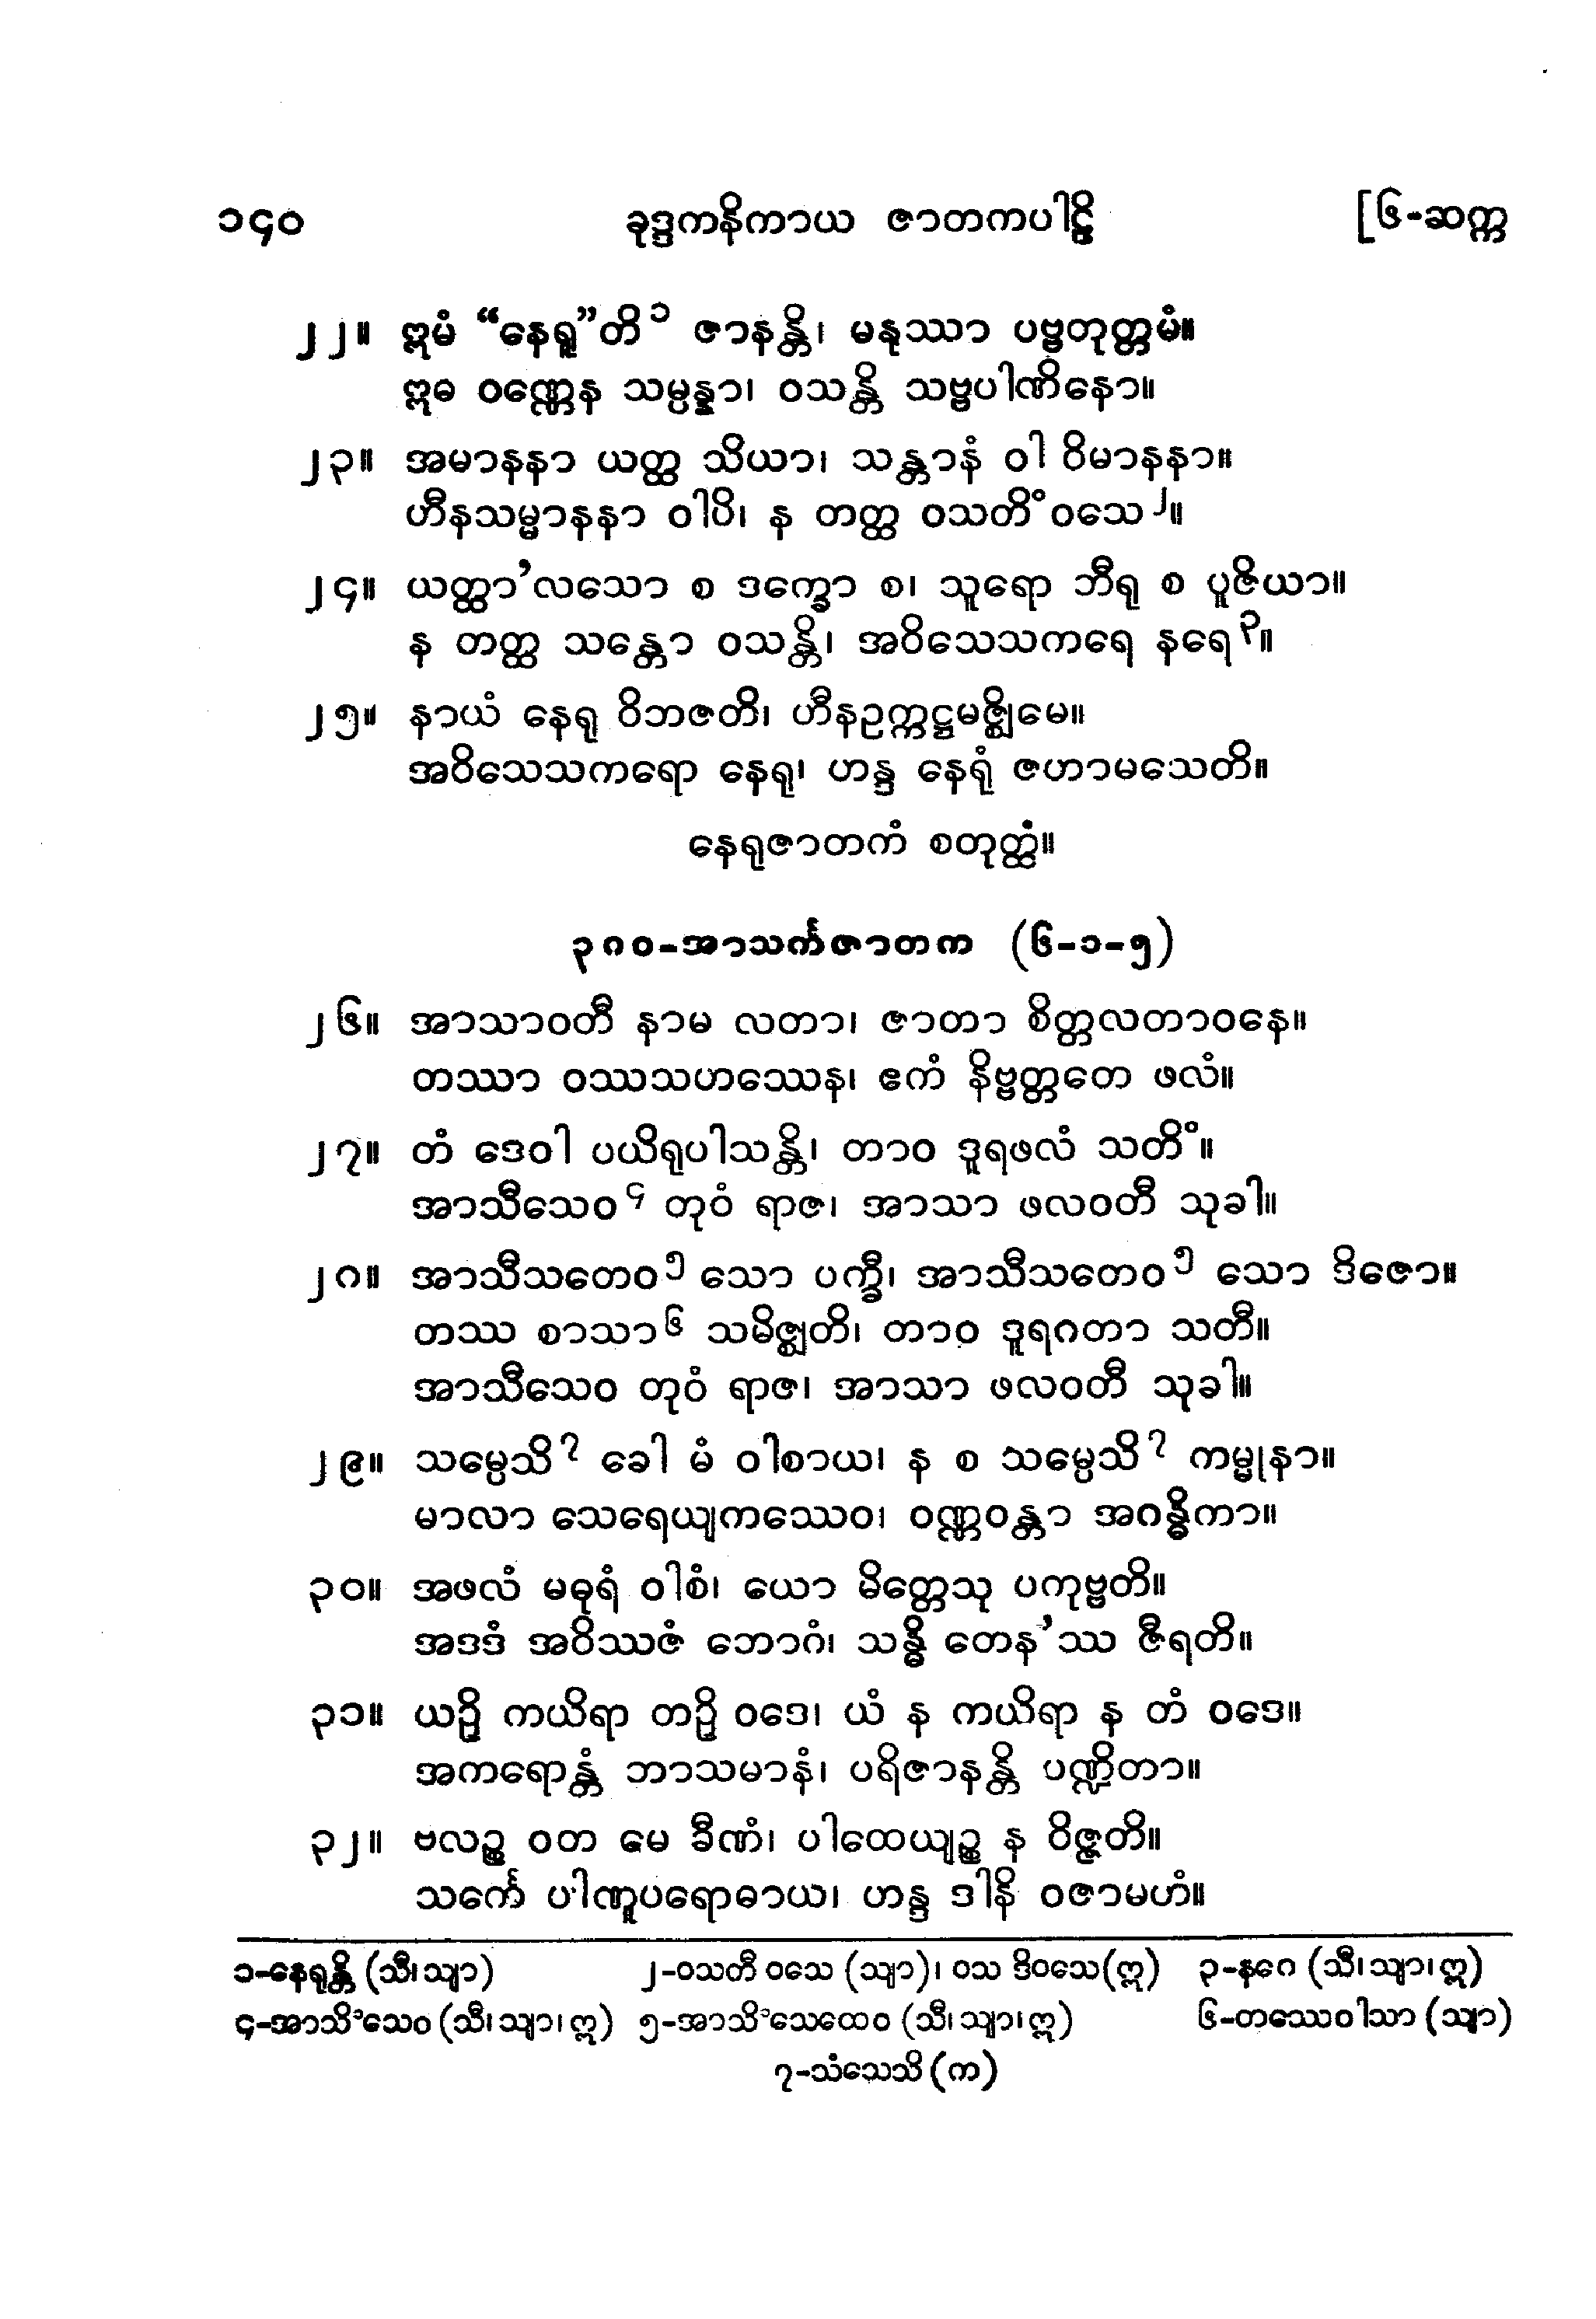 ၁၄၀ ခုဒ္ဒကနိကာယ ဇာတကပါဠိ [၆-ဆက္က
၂၂။ ဣမံ “နေရူ”တိ၁ ဇာနန္တိ၊ မနုဿာ ပဗ္ဗတုတ္တမံ။
ဣဓ ဝဏ္ဏေန သမ္ပန္နာ၊ ဝသန္တိ သဗ္ဗပါဏိနော။
၂၃။ အမာနနာ ယတ္ထ သိယာ၊ သန္တာနံ ဝါ ဝိမာနနာ။
ဟီနသမ္မာနနာ ဝါပိ၊ န တတ္ထ ဝသတိံ ဝသေ၂။
၂၄။ ယတ္ထာ’လသော စ ဒက္ခော စ၊ သူရော ဘီရု စ ပူဇိယာ။
န တတ္ထ သန္တော ဝသန္တိ၊ အဝိသေသကရေ နရေ၃။
၂၅။ နာယံ နေရု ဝိဘဇတိ၊ ဟီနဥက္ကဋ္ဌမဇ္ဈိမေ။
အဝိသေသကရော နေရု၊ ဟန္ဒ နေရုံ ဇဟာမသေတိ။
နေရုဇာတကံ စတုတ္ထံ။
၃၈၀-အာသင်္ကဇာတက (၆-၁-၅)
၂၆။ အာသာဝတီ နာမ လတာ၊ ဇာတာ စိတ္တလတာဝနေ။
တဿာ ဝဿသဟဿေန၊ ဧကံ နိဗ္ဗတ္တတေ ဖလံ။
၂၇။ တံ ဒေဝါ ပယိရုပါသန္တိ၊ တာဝ ဒူရဖလံ သတိံ။
အာသီသေဝ၄ တုဝံ ရာဇ၊ အာသာ ဖလဝတီ သုခါ။
၂၈။ အာသီသတေဝ၅ သော ပက္ခီ၊ အာသီသတေဝ၅ သော ဒိဇော။
တဿ စာသာ၆ သမိဇ္ဈတိ၊ တာဝ ဒူရဂတာ သတီ။
အာသီသေဝ တုဝံ ရာဇ၊ အာသာ ဖလဝတီ သုခါ။
၂၉။ သမ္ပေသိ၇ ခေါ မံ ဝါစာယ၊ န စ သမ္ပေသိ၇ ကမ္မုနာ။
မာလာ သေရေယျကဿေဝ၊ ဝဏ္ဏဝန္တာ အဂန္ဓိကာ။
၃၀။ အဖလံ မဓုရံ ဝါစံ၊ ယော မိတ္တေသု ပကုဗ္ဗတိ။
အဒဒံ အဝိဿဇံ ဘောဂံ၊ သန္ဓိ တေန’ဿ ဇီရတိ။
၃၁။ ယဉှိ ကယိရာ တဉှိ ဝဒေ၊ ယံ န ကယိရာ န တံ ဝဒေ။
အကရောန္တံ ဘာသမာနံ၊ ပရိဇာနန္တိ ပဏ္ဍိတာ။
၃၂။ ဗလဉ္စ ဝတ မေ ခီဏံ၊ ပါထေယျဉ္စ န ဝိဇ္ဇတိ။
သင်္ကေ ပါဏူပရောဓာယ၊ ဟန္ဒ ဒါနိ ဝဇာမဟံ။
၁-နေရုန္တိ (သီ၊သျာ) ၂-ဝသတီ ဝသေ (သျာ)၊ ဝသ ဒိဝသေ(ဣ) ၃-နဂေ (သီ၊သျာ၊ဣ)
၄-အာသိံသေဝ (သီ၊သျာ၊ဣ) ၅-အာသိံသေထေဝ (သီ၊သျာ၊ဣ) ၆-တဿေဝါသာ (သျာ)
၇-သံသေသိ (က)